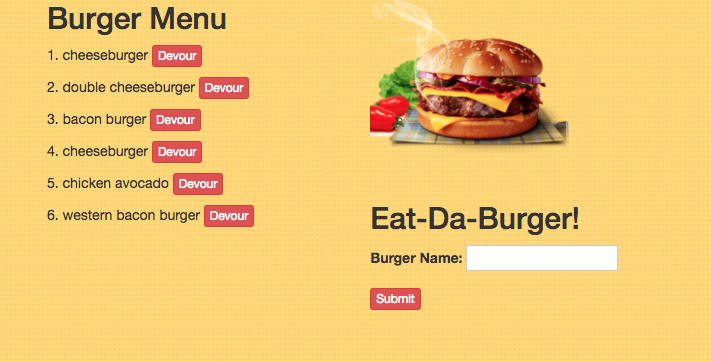 Burger Menu
1. cheeseburger Devour
2. double cheeseburger Devour
3. bacon burger Devour
4. cheeseburger Devour
5. chicken avocado Devour
6. western bacon burger Devour
Eat-Da-Burger!
Burger Name:
Submit